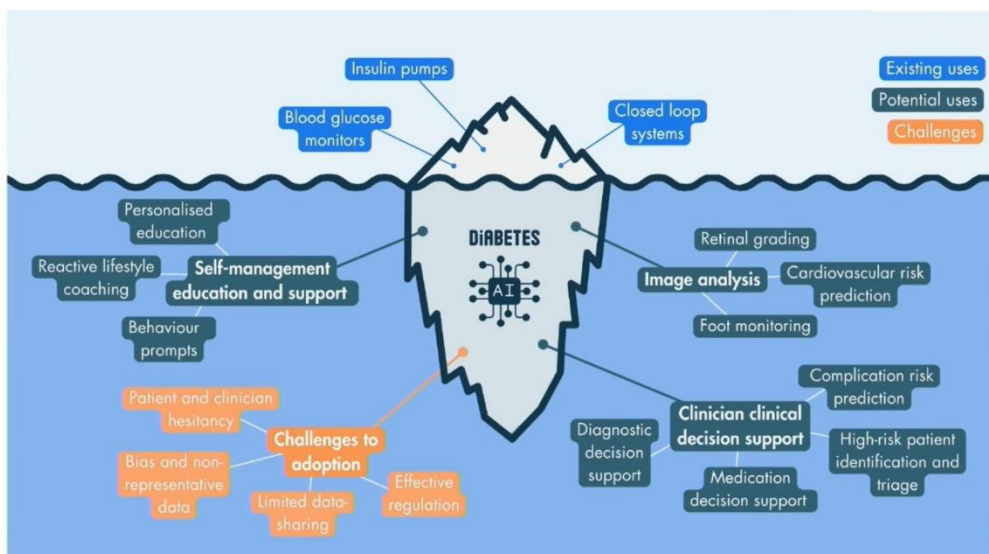 Insulin pumps
Blood glucose
monitors
Closed loop
systems
Existing uses
Potential uses
Challenges
Personalised
education
Reactive lifestyle
coaching
Self-management
education and support
Behaviour
prompts
DiABETES
AI
Retinal grading
Image analysis
Cardiovascular risk
prediction
Foot monitoring
Patient and clinician
hesitancy
Challenges to
adoption
Bias and non-
representative
data
Limited data-
sharing
Effective
regulation
Complication risk
prediction
Clinician clinical
decision support
Diagnostic
decision
support
High-risk patient
identification and
triage
Medication
decision support